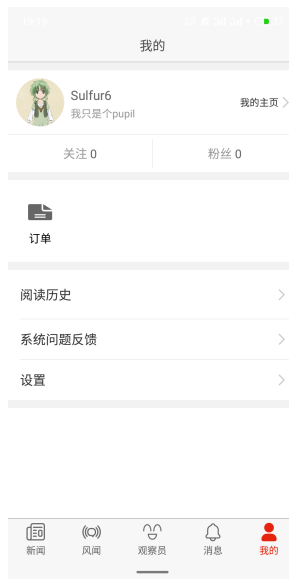 我的
Sulfur6
我只是个pupil
我的主页
关注 0
粉丝 0
订单
阅读历史
系统问题反馈
设置
新闻
风闻
观察员
消息
我的